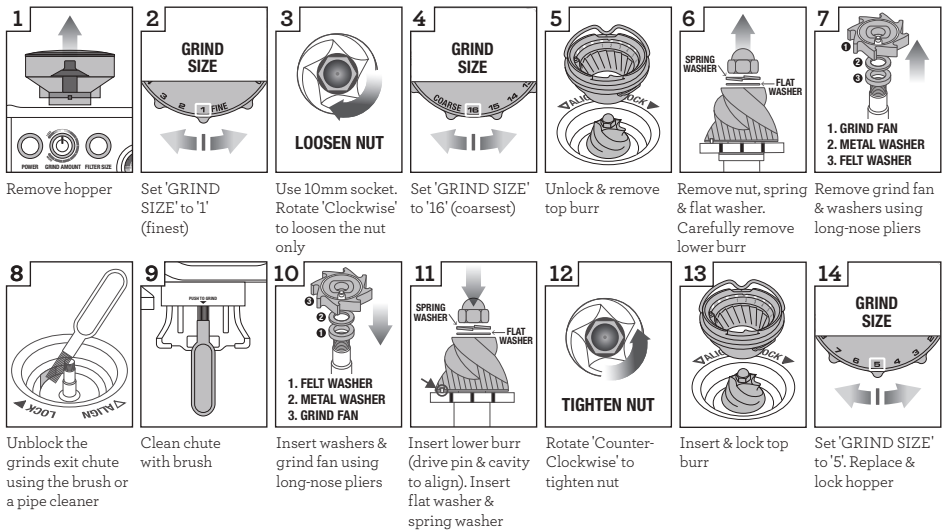 1
POWER GRIND AMOUNT FILTER SIZE
Remove hopper
2
GRIND
SIZE
3 2 1 FINE
Set 'GRIND
SIZE' to '1'
(finest)
3
LOOSEN NUT
Use 10mm socket.
Rotate 'Clockwise'
to loosen the nut
only
4
GRIND
SIZE
COARSE 16 15 14 13
Set 'GRIND SIZE'
to '16' (coarsest)
5
Unlock & remove
top burr
6
SPRING
WASHER
FLAT
WASHER
Remove nut, spring
& flat washer.
Carefully remove
lower burr
7
1
2
3
1. GRIND FAN
2. METAL WASHER
3. FELT WASHER
Remove grind fan
& washers using
long-nose pliers
8
LOCK ALIGN
Unblock the
grinds exit chute
using the brush or
a pipe cleaner
9
PUSH TO GRIND
Clean chute
with brush
10
3
2
1
1. FELT WASHER
2. METAL WASHER
3. GRIND FAN
Insert washers &
grind fan using
long-nose pliers
11
SPRING
WASHER
FLAT
WASHER
Insert lower burr
(drive pin & cavity
to align). Insert
flat washer &
spring washer
12
TIGHTEN NUT
Rotate 'Counter-
Clockwise' to
tighten nut
13
Insert & lock top
burr
14
GRIND
SIZE
7 6 5 4 3 2
Set 'GRIND SIZE'
to '5'. Replace &
lock hopper